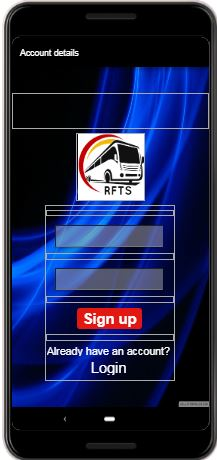 Account details
RFTS
Sign up
Already have an account?
Login